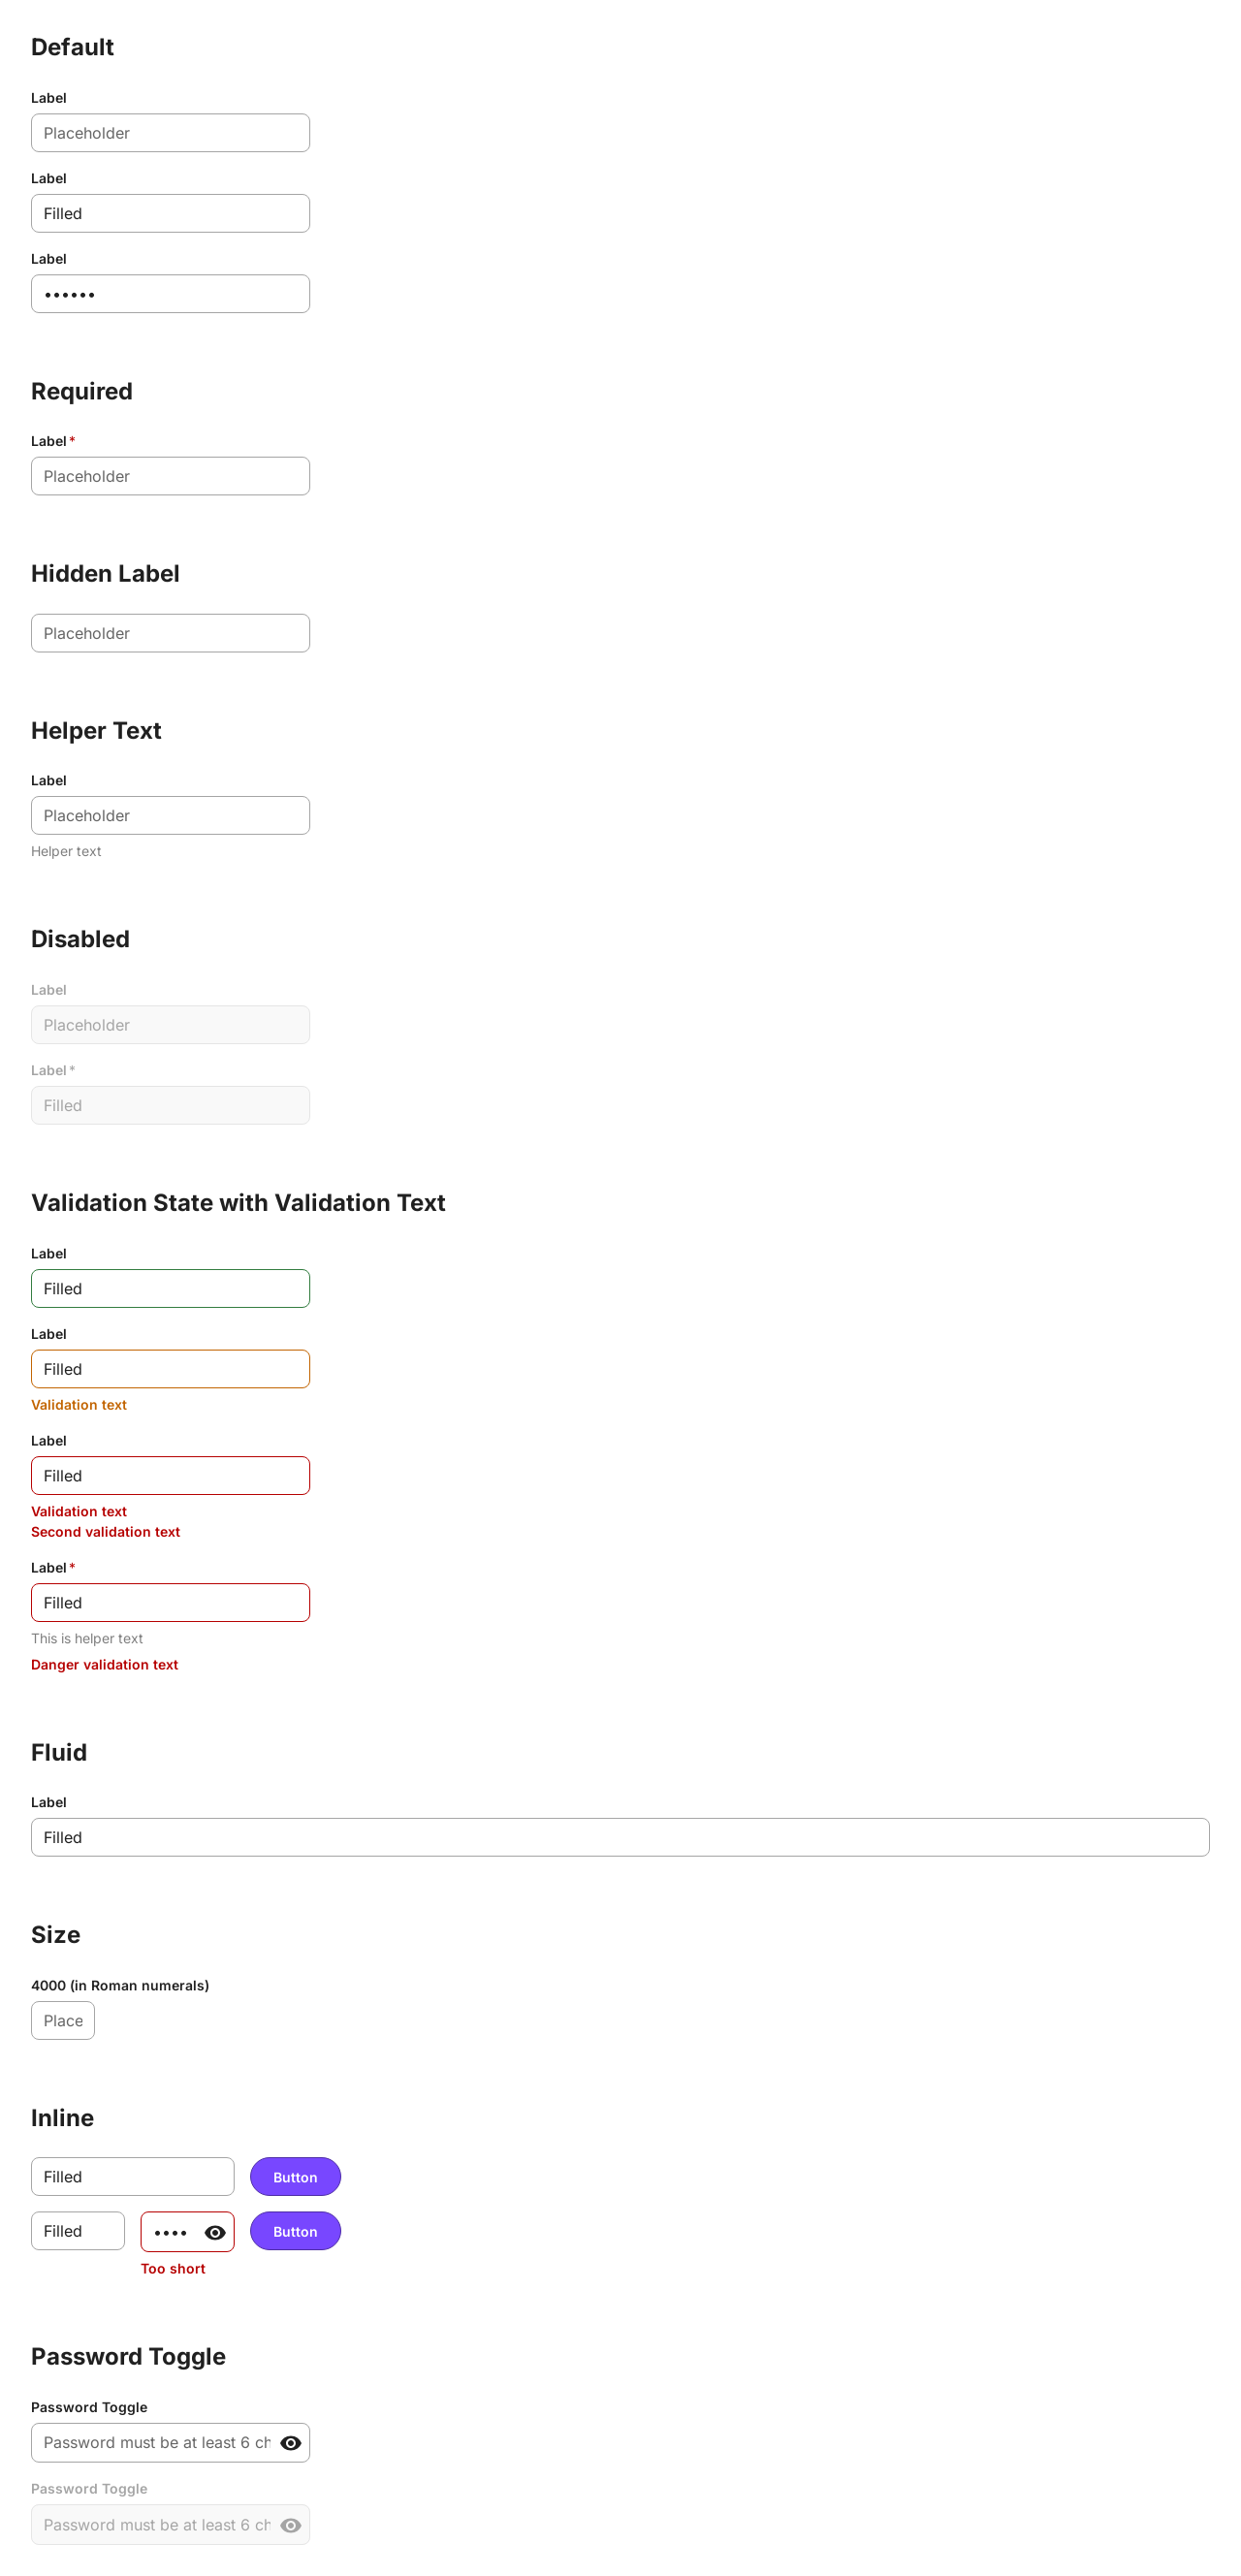 Default
Label
Placeholder
Label
Filled
Label
••••••
Required
Label*
Placeholder
Hidden Label
Placeholder
Helper Text
Label
Placeholder
Helper text
Disabled
Label
Placeholder
Label*
Filled
Validation State with Validation Text
Label
Filled
Label
Filled
Validation text
Label
Filled
Validation text
Second validation text
Label*
Filled
This is helper text
Danger validation text
Fluid
Label
Filled
Size
4000 (in Roman numerals)
Place
Inline
Filled Button
Filled •••• Button
Too short
Password Toggle
Password Toggle
Password must be at least 6 ch
Password Toggle
Password must be at least 6 ch